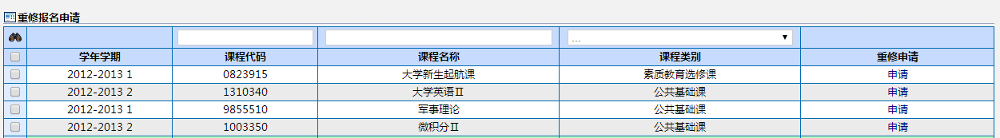 重修报名申请
...
学年学期 课程代码 课程名称 课程类别 重修申请
2012-2013 1 0823915 大学新生起航课 素质教育选修课 申请
2012-2013 2 1310340 大学英语Ⅱ 公共基础课 申请
2012-2013 1 9855510 军事理论 公共基础课 申请
2012-2013 2 1003350 微积分Ⅱ 公共基础课 申请